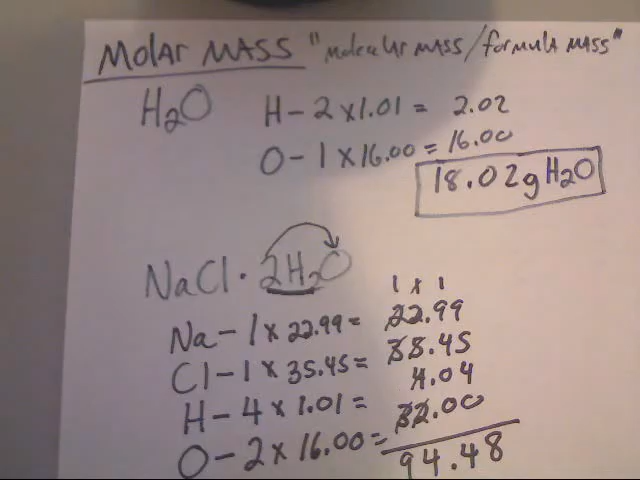 MOLAR MASS "molecular mass/formula mass"
H₂O
H - 2 x 1.01 = 2.02
O - 1 x 16.00 = 16.00
18.02g H₂O
NaCl · 2H₂O
1 x 1
Na - 1 x 22.99 = 22.99
Cl - 1 x 35.45 = 35.45
H - 4 x 1.01 = 4.04
O - 2 x 16.00 = 32.00
94.48